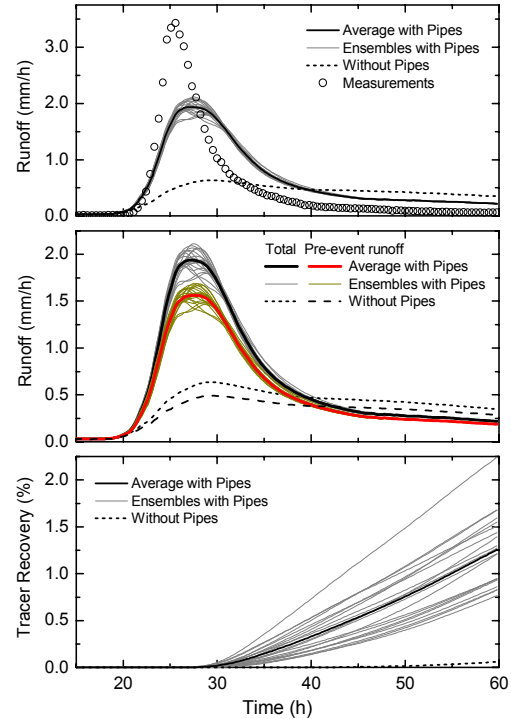 Runoff (mm/h)
3.0
2.0
1.0
0.0
Average with Pipes
Ensembles with Pipes
Without Pipes
Measurements
Runoff (mm/h)
2.0
1.5
1.0
0.5
0.0
Total Pre-event runoff
Average with Pipes
Ensembles with Pipes
Without Pipes
Tracer Recovery (%)
2.0
1.5
1.0
0.5
0.0
Average with Pipes
Ensembles with Pipes
Without Pipes
20 30 40 50 60
Time (h)